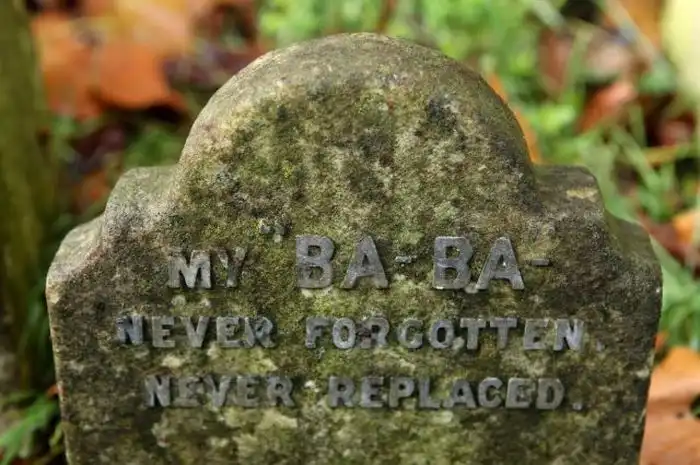 MY "BA-BA-
NEVER FORGOTTEN.
NEVER REPLACED.